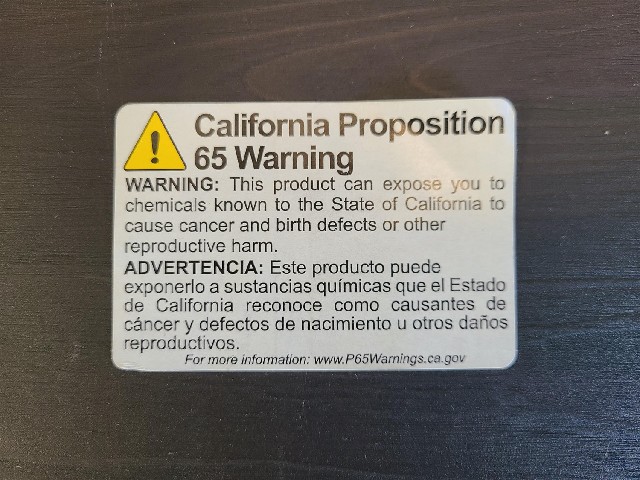 California Proposition
65 Warning
WARNING: This product can expose you to
chemicals known to the State of California to
cause cancer and birth defects or other
reproductive harm.
ADVERTENCIA: Este producto puede
exponerlo a sustancias químicas que el Estado
de California reconoce como causantes de
cáncer y defectos de nacimiento u otros daños
reproductivos.
For more information: www.P65Warnings.ca.gov